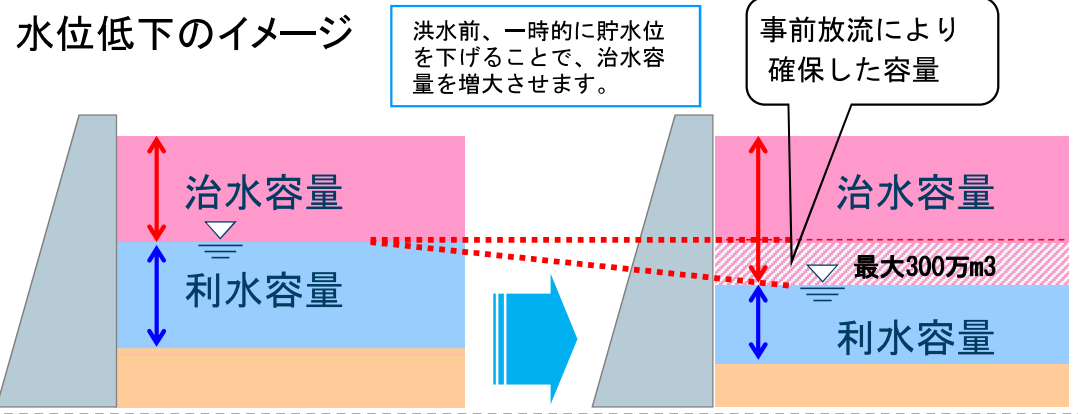 水位低下のイメージ
洪水前、一時的に貯水位
を下げることで、治水容
量を増大させます。
事前放流により
確保した容量
治水容量
利水容量
治水容量
最大300万m3
利水容量